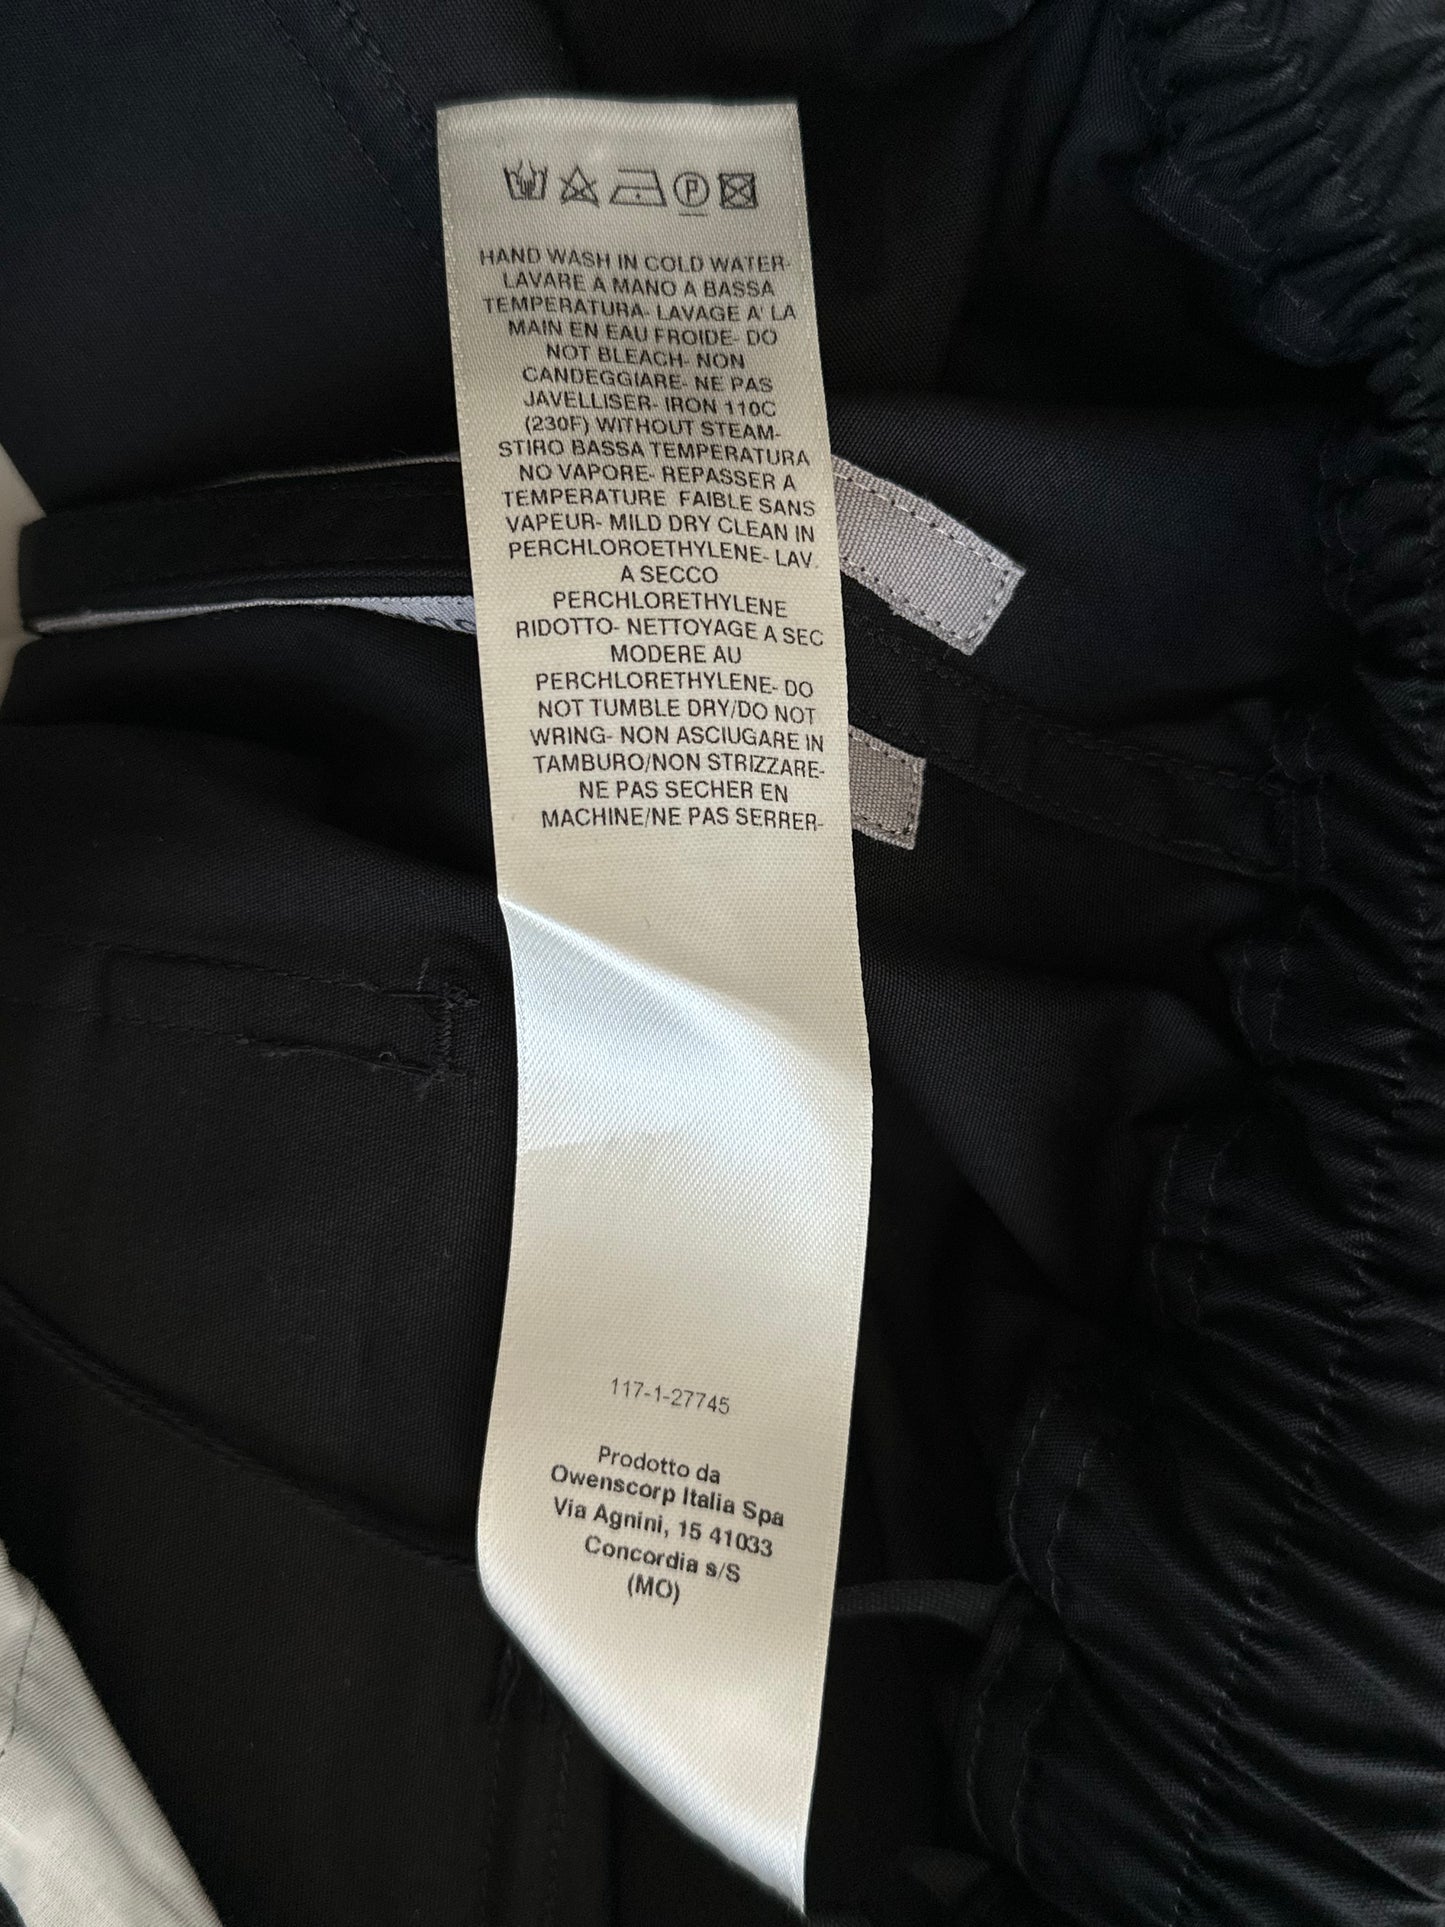 HAND WASH IN COLD WATER-
LAVARE A MANO A BASSA
TEMPERATURA- LAVAGE A' LA
MAIN EN EAU FROIDE- DO
NOT BLEACH- NON
CANDEGGIARE- NE PAS
JAVELLISER- IRON 110C
(230F) WITHOUT STEAM-
STIRO BASSA TEMPERATURA
NO VAPORE- REPASSER A
TEMPERATURE FAIBLE SANS
VAPEUR- MILD DRY CLEAN IN
PERCHLOROETHYLENE- LAV.
A SECCO
PERCHLORETHYLENE
RIDOTTO- NETTOYAGE A SEC
MODERE AU
PERCHLORETHYLENE- DO
NOT TUMBLE DRY/DO NOT
WRING- NON ASCIUGARE IN
TAMBURO/NON STRIZZARE-
NE PAS SECHER EN
MACHINE/NE PAS SERRER-
117-1-27745
Prodotto da
Owenscorp Italia Spa
Via Agnini, 15 41033
Concordia s/S
(MO)